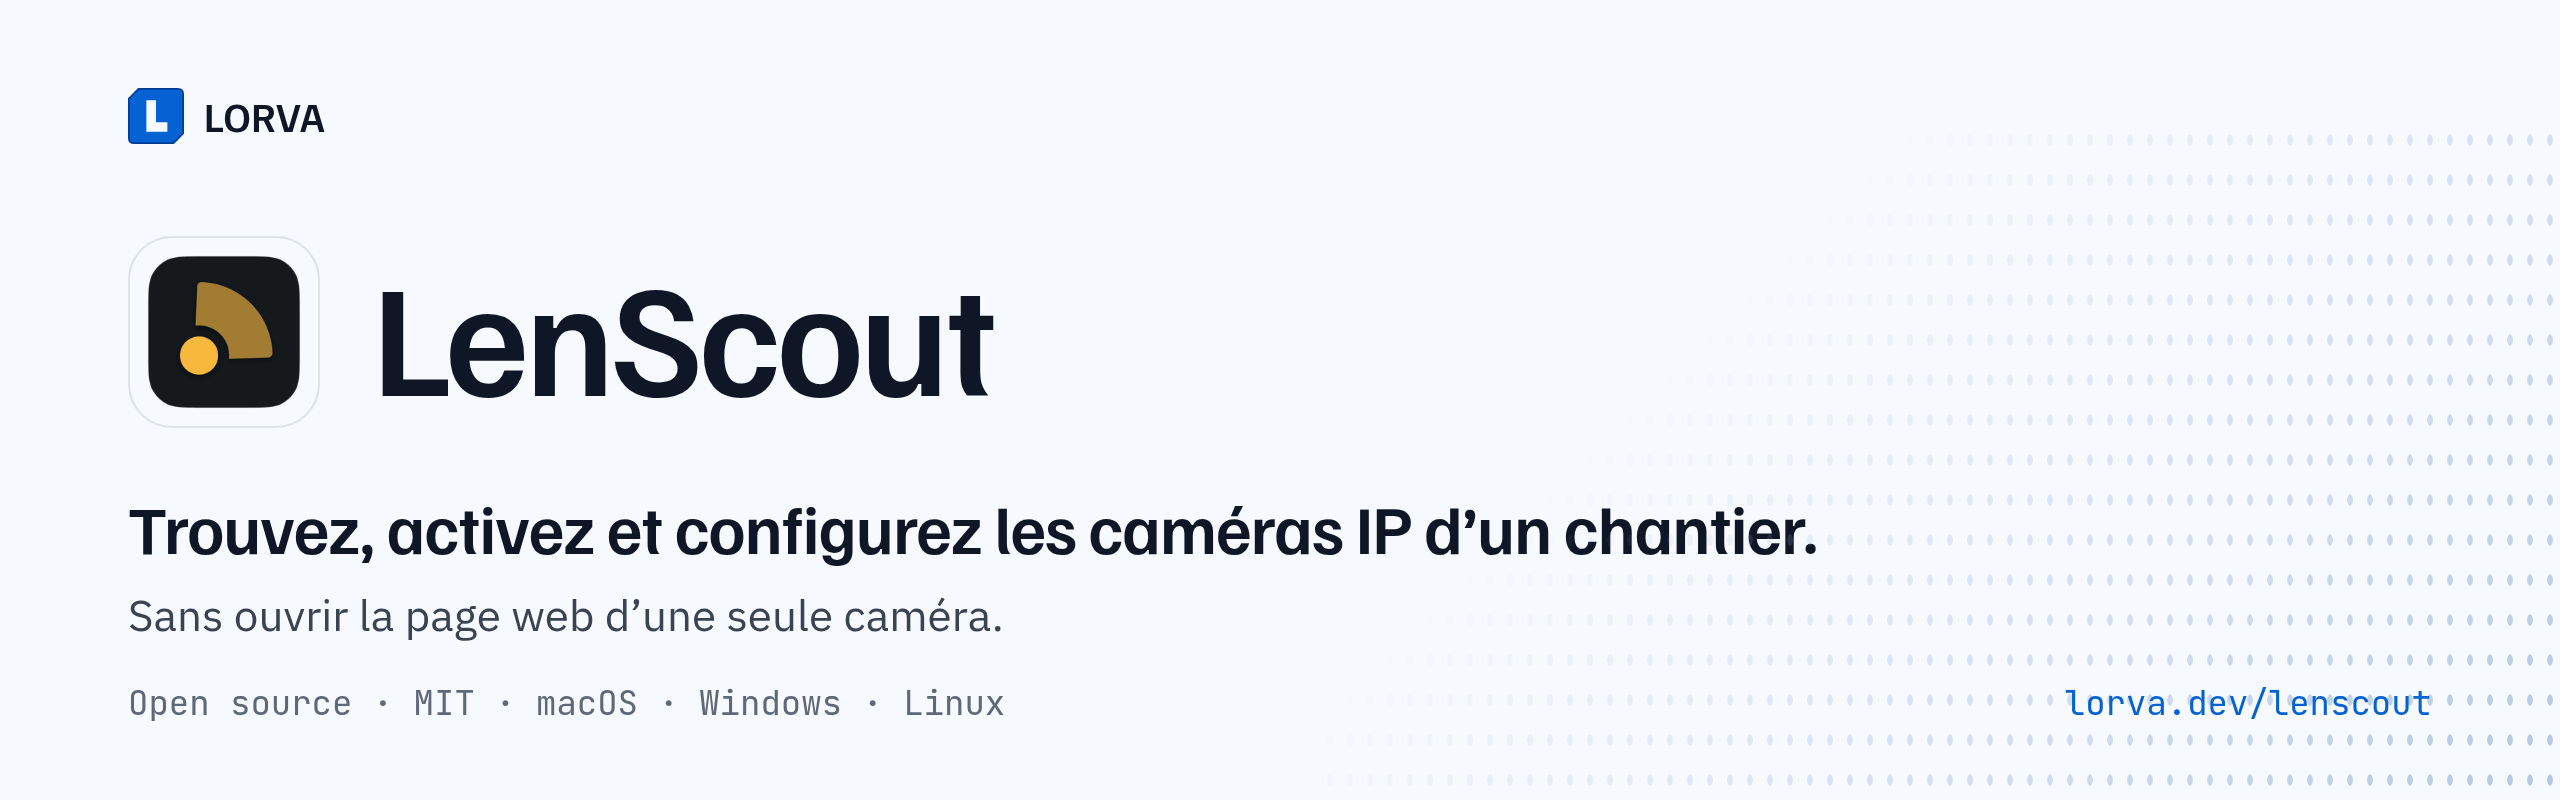 L LORVA
LenScout
Trouvez, activez et configurez les caméras IP d’un chantier.
Sans ouvrir la page web d’une seule caméra.
Open source · MIT · macOS · Windows · Linux
lorva.dev/lenscout